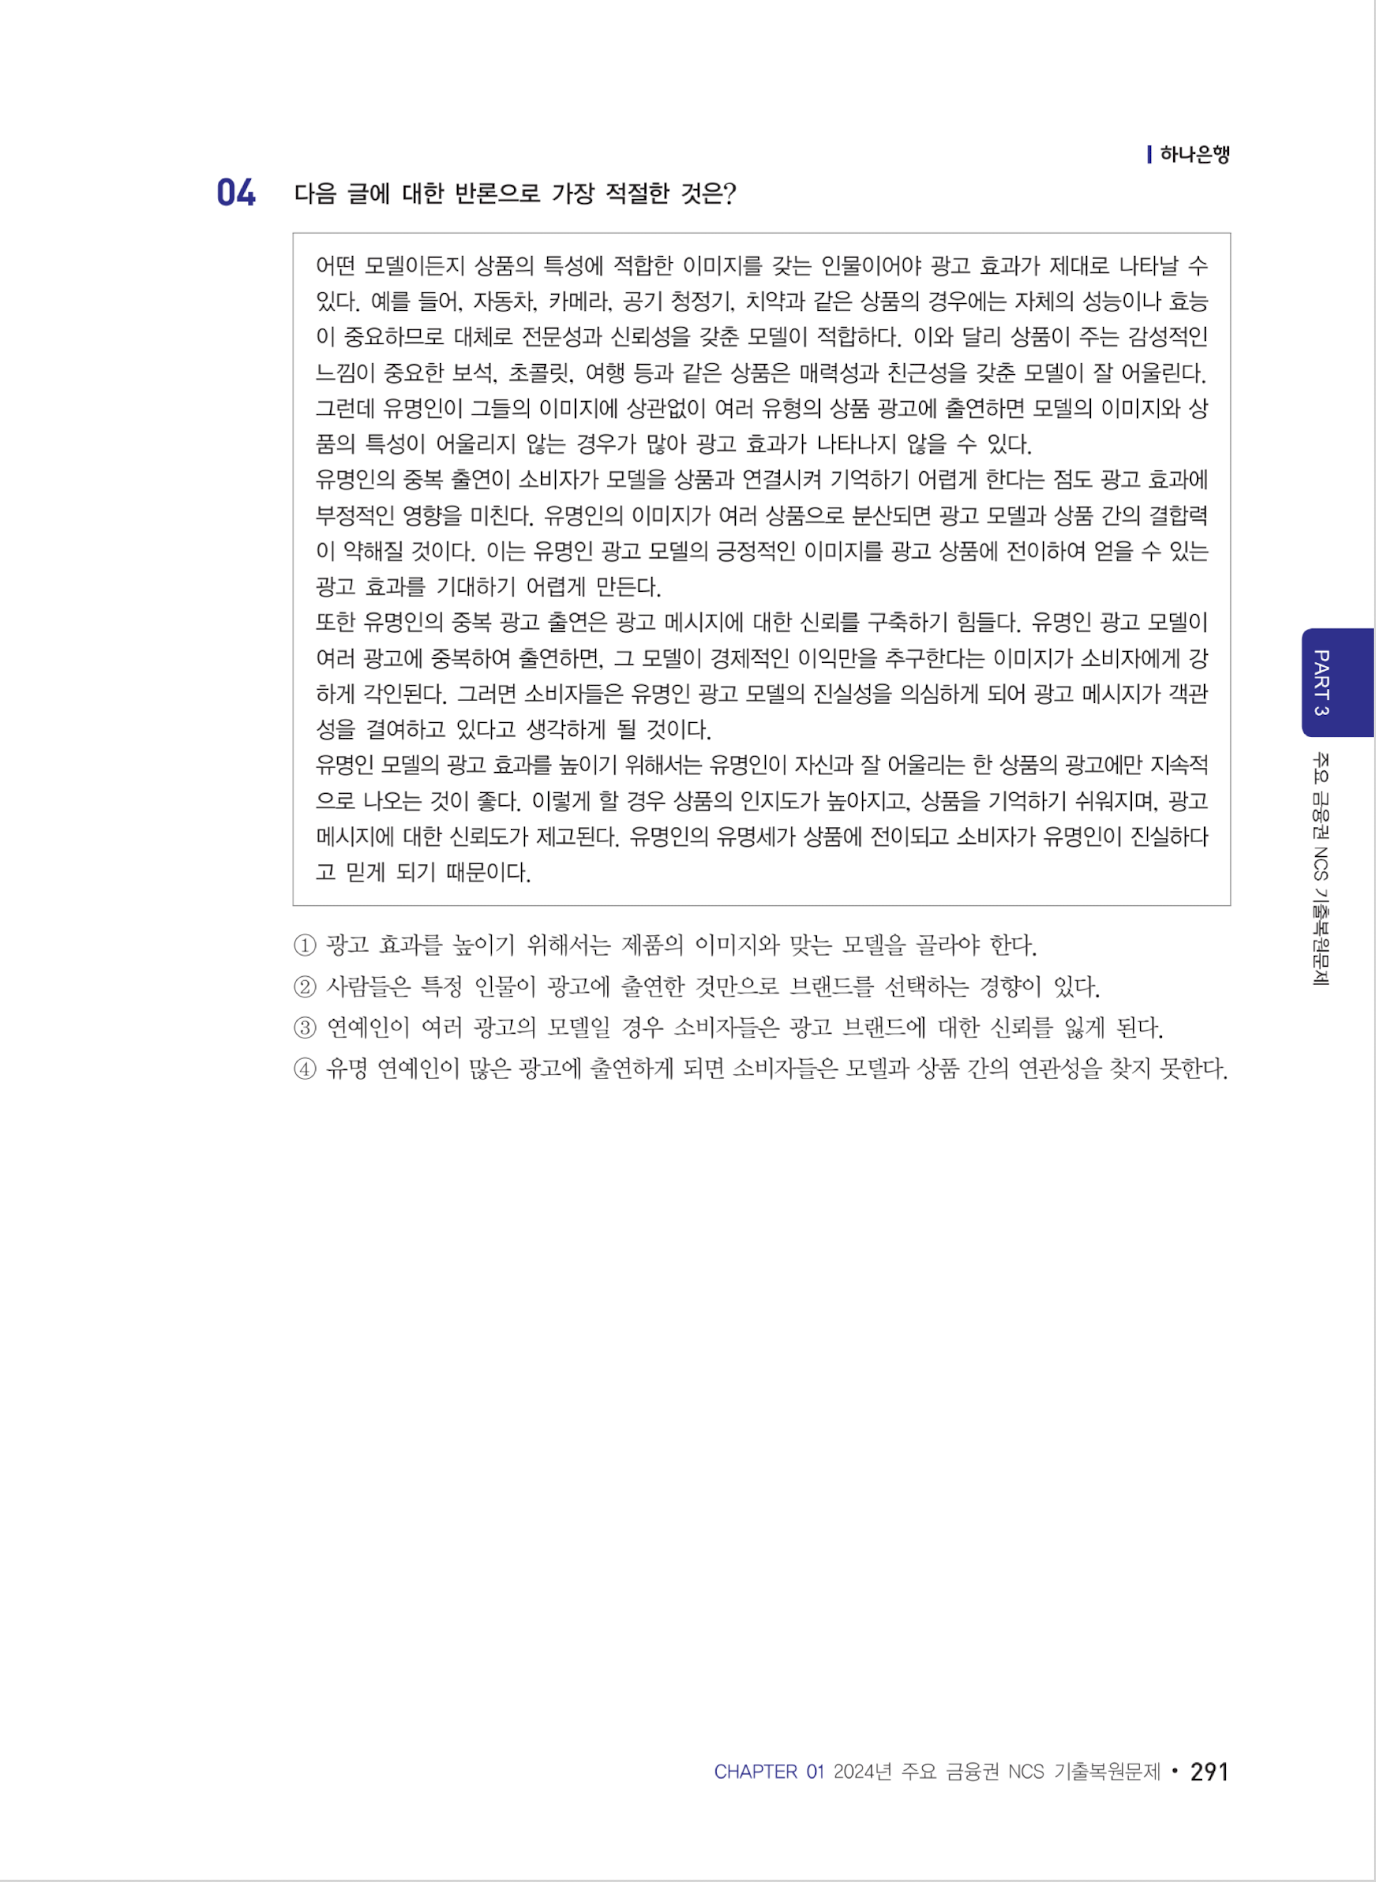 하나은행
04 다음 글에 대한 반론으로 가장 적절한 것은?
어떤 모델이든지 상품의 특성에 적합한 이미지를 갖는 인물이어야 광고 효과가 제대로 나타날 수
있다. 예를 들어, 자동차, 카메라, 공기 청정기, 치약과 같은 상품의 경우에는 자체의 성능이나 효능
이 중요하므로 대체로 전문성과 신뢰성을 갖춘 모델이 적합하다. 이와 달리 상품이 주는 감성적인
느낌이 중요한 보석, 초콜릿, 여행 등과 같은 상품은 매력성과 친근성을 갖춘 모델이 잘 어울린다.
그런데 유명인이 그들의 이미지에 상관없이 여러 유형의 상품 광고에 출연하면 모델의 이미지와 상
품의 특성이 어울리지 않는 경우가 많아 광고 효과가 나타나지 않을 수 있다.
유명인의 중복 출연이 소비자가 모델을 상품과 연결시켜 기억하기 어렵게 한다는 점도 광고 효과에
부정적인 영향을 미친다. 유명인의 이미지가 여러 상품으로 분산되면 광고 모델과 상품 간의 결합력
이 약해질 것이다. 이는 유명인 광고 모델의 긍정적인 이미지를 광고 상품에 전이하여 얻을 수 있는
광고 효과를 기대하기 어렵게 만든다.
또한 유명인의 중복 광고 출연은 광고 메시지에 대한 신뢰를 구축하기 힘들다. 유명인 광고 모델이
여러 광고에 중복하여 출연하면, 그 모델이 경제적인 이익만을 추구한다는 이미지가 소비자에게 강
하게 각인된다. 그러면 소비자들은 유명인 광고 모델의 진실성을 의심하게 되어 광고 메시지가 객관
성을 결여하고 있다고 생각하게 될 것이다.
유명인 모델의 광고 효과를 높이기 위해서는 유명인이 자신과 잘 어울리는 한 상품의 광고에만 지속적
으로 나오는 것이 좋다. 이렇게 할 경우 상품의 인지도가 높아지고, 상품을 기억하기 쉬워지며, 광고
메시지에 대한 신뢰도가 제고된다. 유명인의 유명세가 상품에 전이되고 소비자가 유명인이 진실하다
고 믿게 되기 때문이다.
① 광고 효과를 높이기 위해서는 제품의 이미지와 맞는 모델을 골라야 한다.
② 사람들은 특정 인물이 광고에 출연한 것만으로 브랜드를 선택하는 경향이 있다.
③ 연예인이 여러 광고의 모델일 경우 소비자들은 광고 브랜드에 대한 신뢰를 잃게 된다.
④ 유명 연예인이 많은 광고에 출연하게 되면 소비자들은 모델과 상품 간의 연관성을 찾지 못한다.
PART 3
주요 금융권 NCS 기출복원문제
CHAPTER 01 2024년 주요 금융권 NCS 기출복원문제 • 291